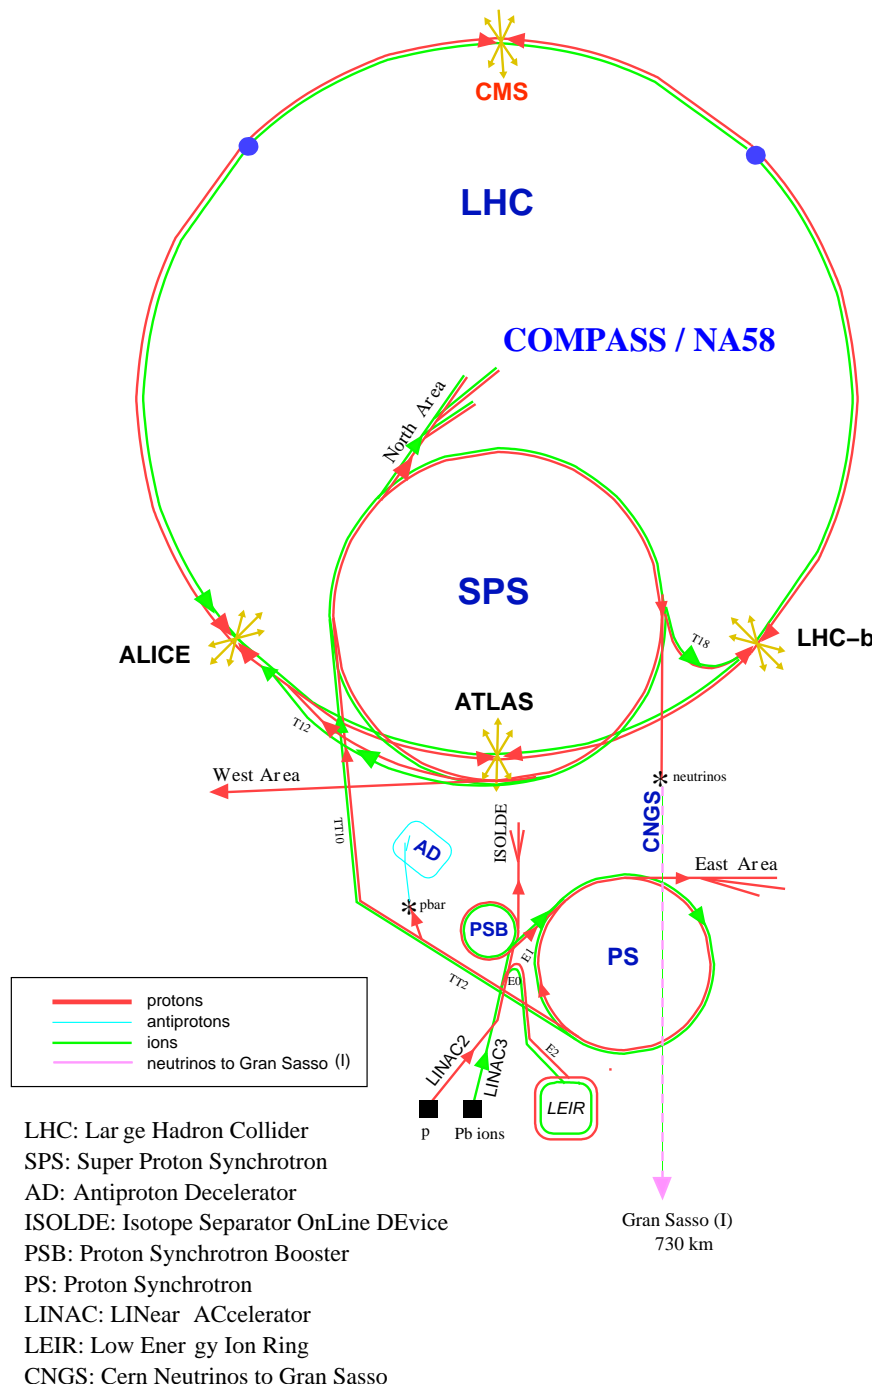 CMS
LHC
COMPASS / NA58
North Area
SPS
T18
LHC-b
ALICE
ATLAS
T12
West Area
neutrinos
ISOLDE
CNGS
TT10
AD
East Area
pbar
PSB
E1
PS
TT2
E0
protons
antiprotons
ions
neutrinos to Gran Sasso (I)
LINAC2
LINAC3
E2
LEIR
p
Pb ions
LHC: Lar ge Hadron Collider
SPS: Super Proton Synchrotron
AD: Antiproton Decelerator
ISOLDE: Isotope Separator OnLine DEvice
PSB: Proton Synchrotron Booster
PS: Proton Synchrotron
LINAC: LINear ACcelerator
LEIR: Low Ener gy Ion Ring
CNGS: Cern Neutrinos to Gran Sasso
Gran Sasso (I)
730 km